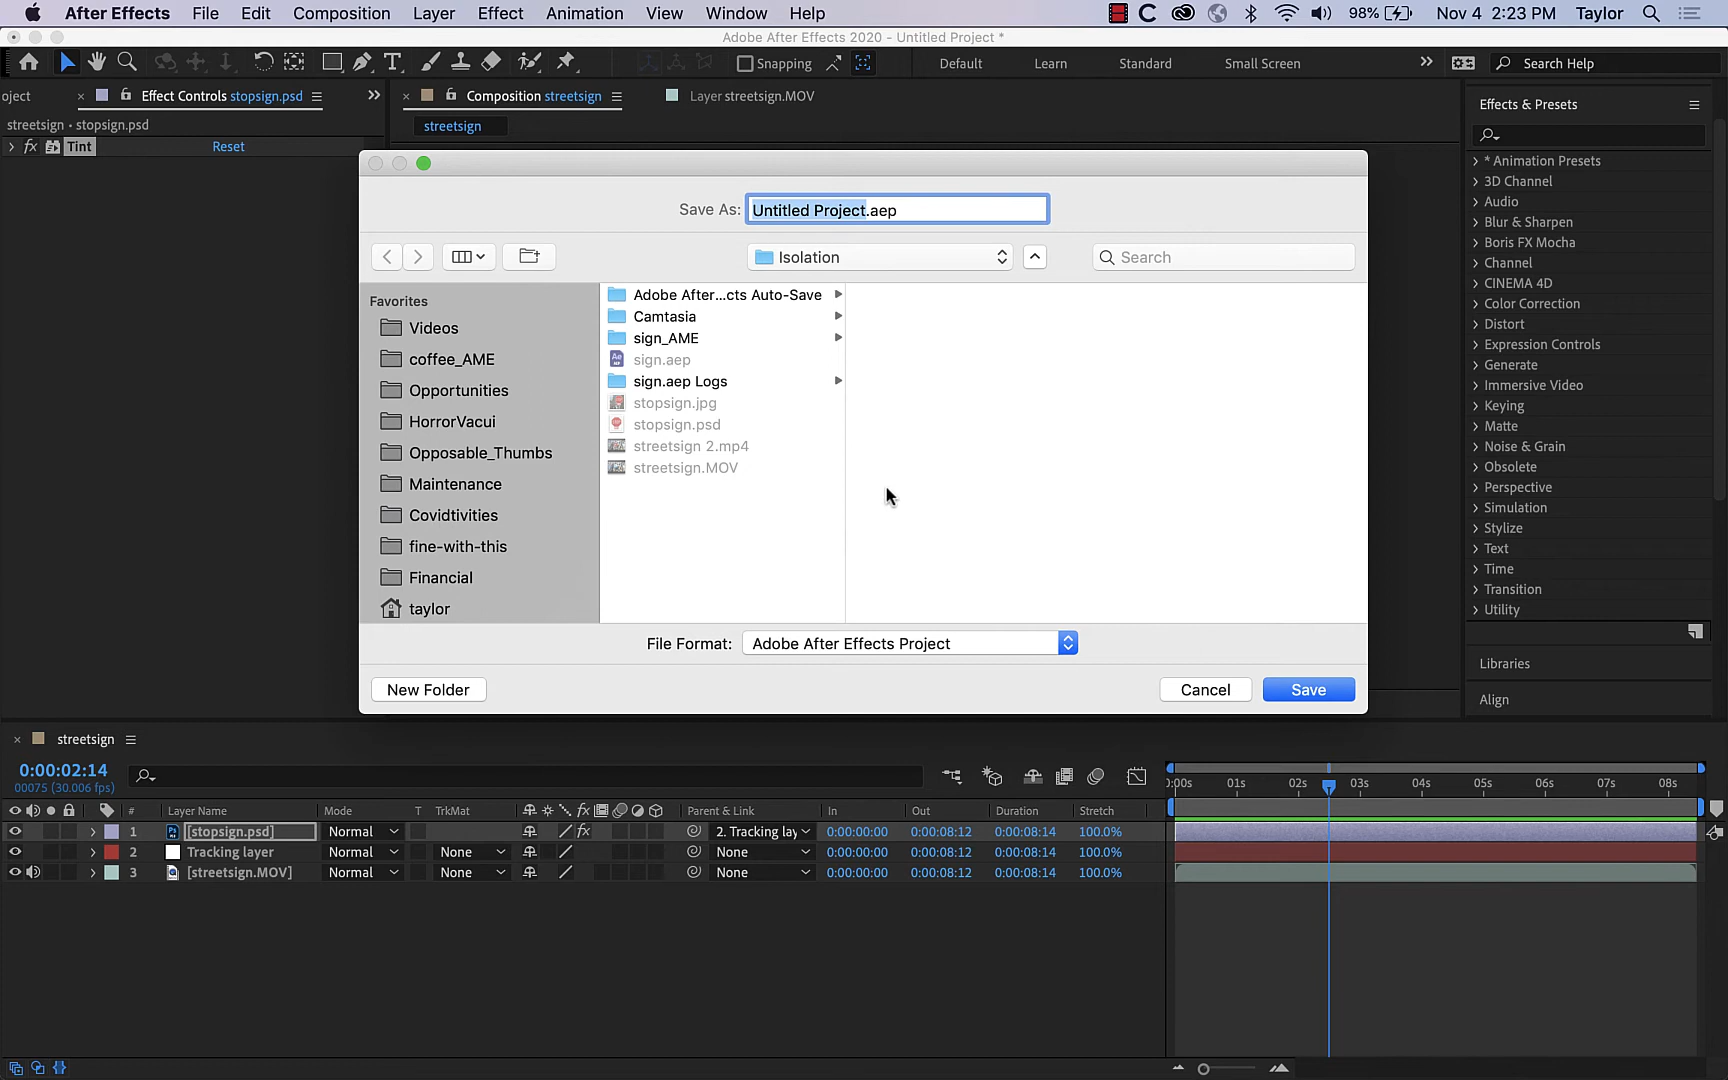 After Effects File Edit Composition Layer Effect Animation View Window Help 98% Nov 4 2:23 PM Taylor
Adobe After Effects 2020 - Untitled Project *
T Snapping Default Learn Standard Small Screen Search Help
oject Effect Controls stopsign.psd Composition streetsign Layer streetsign.MOV Effects & Presets
streetsign • stopsign.psd streetsign
fx Tint Reset
Save As: Untitled Project.aep
Isolation Search
Favorites
Videos
coffee_AME
Opportunities
HorrorVacui
Opposable_Thumbs
Maintenance
Covidtivities
fine-with-this
Financial
taylor
Adobe After...cts Auto-Save
Camtasia
sign_AME
sign.aep
sign.aep Logs
stopsign.jpg
stopsign.psd
streetsign 2.mp4
streetsign.MOV
File Format: Adobe After Effects Project
New Folder Cancel Save
* Animation Presets
3D Channel
Audio
Blur & Sharpen
Boris FX Mocha
Channel
CINEMA 4D
Color Correction
Distort
Expression Controls
Generate
Immersive Video
Keying
Matte
Noise & Grain
Obsolete
Perspective
Simulation
Stylize
Text
Time
Transition
Utility
Libraries
Align
streetsign
0:00:02:14
00075 (30.006 fps)
):00s 01s 02s 03s 04s 05s 06s 07s 08s
# Layer Name Mode T TrkMat fx Parent & Link In Out Duration Stretch
1 [stopsign.psd] Normal fx 2. Tracking lay 0:00:00:00 0:00:08:12 0:00:08:14 100.0%
2 Tracking layer Normal None None 0:00:00:00 0:00:08:12 0:00:08:14 100.0%
3 [streetsign.MOV] Normal None None 0:00:00:00 0:00:08:12 0:00:08:14 100.0%